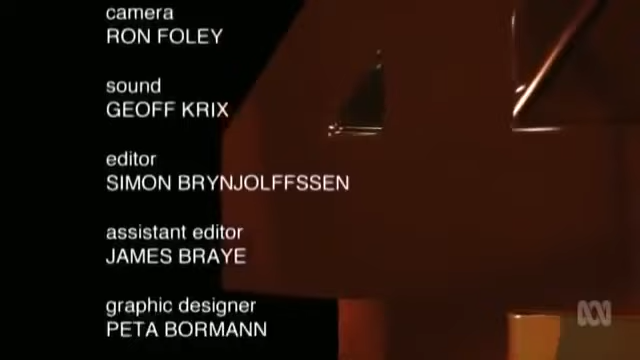 camera
RON FOLEY
sound
GEOFF KRIX
editor
SIMON BRYNJOLFFSSEN
assistant editor
JAMES BRAYE
graphic designer
PETA BORMANN